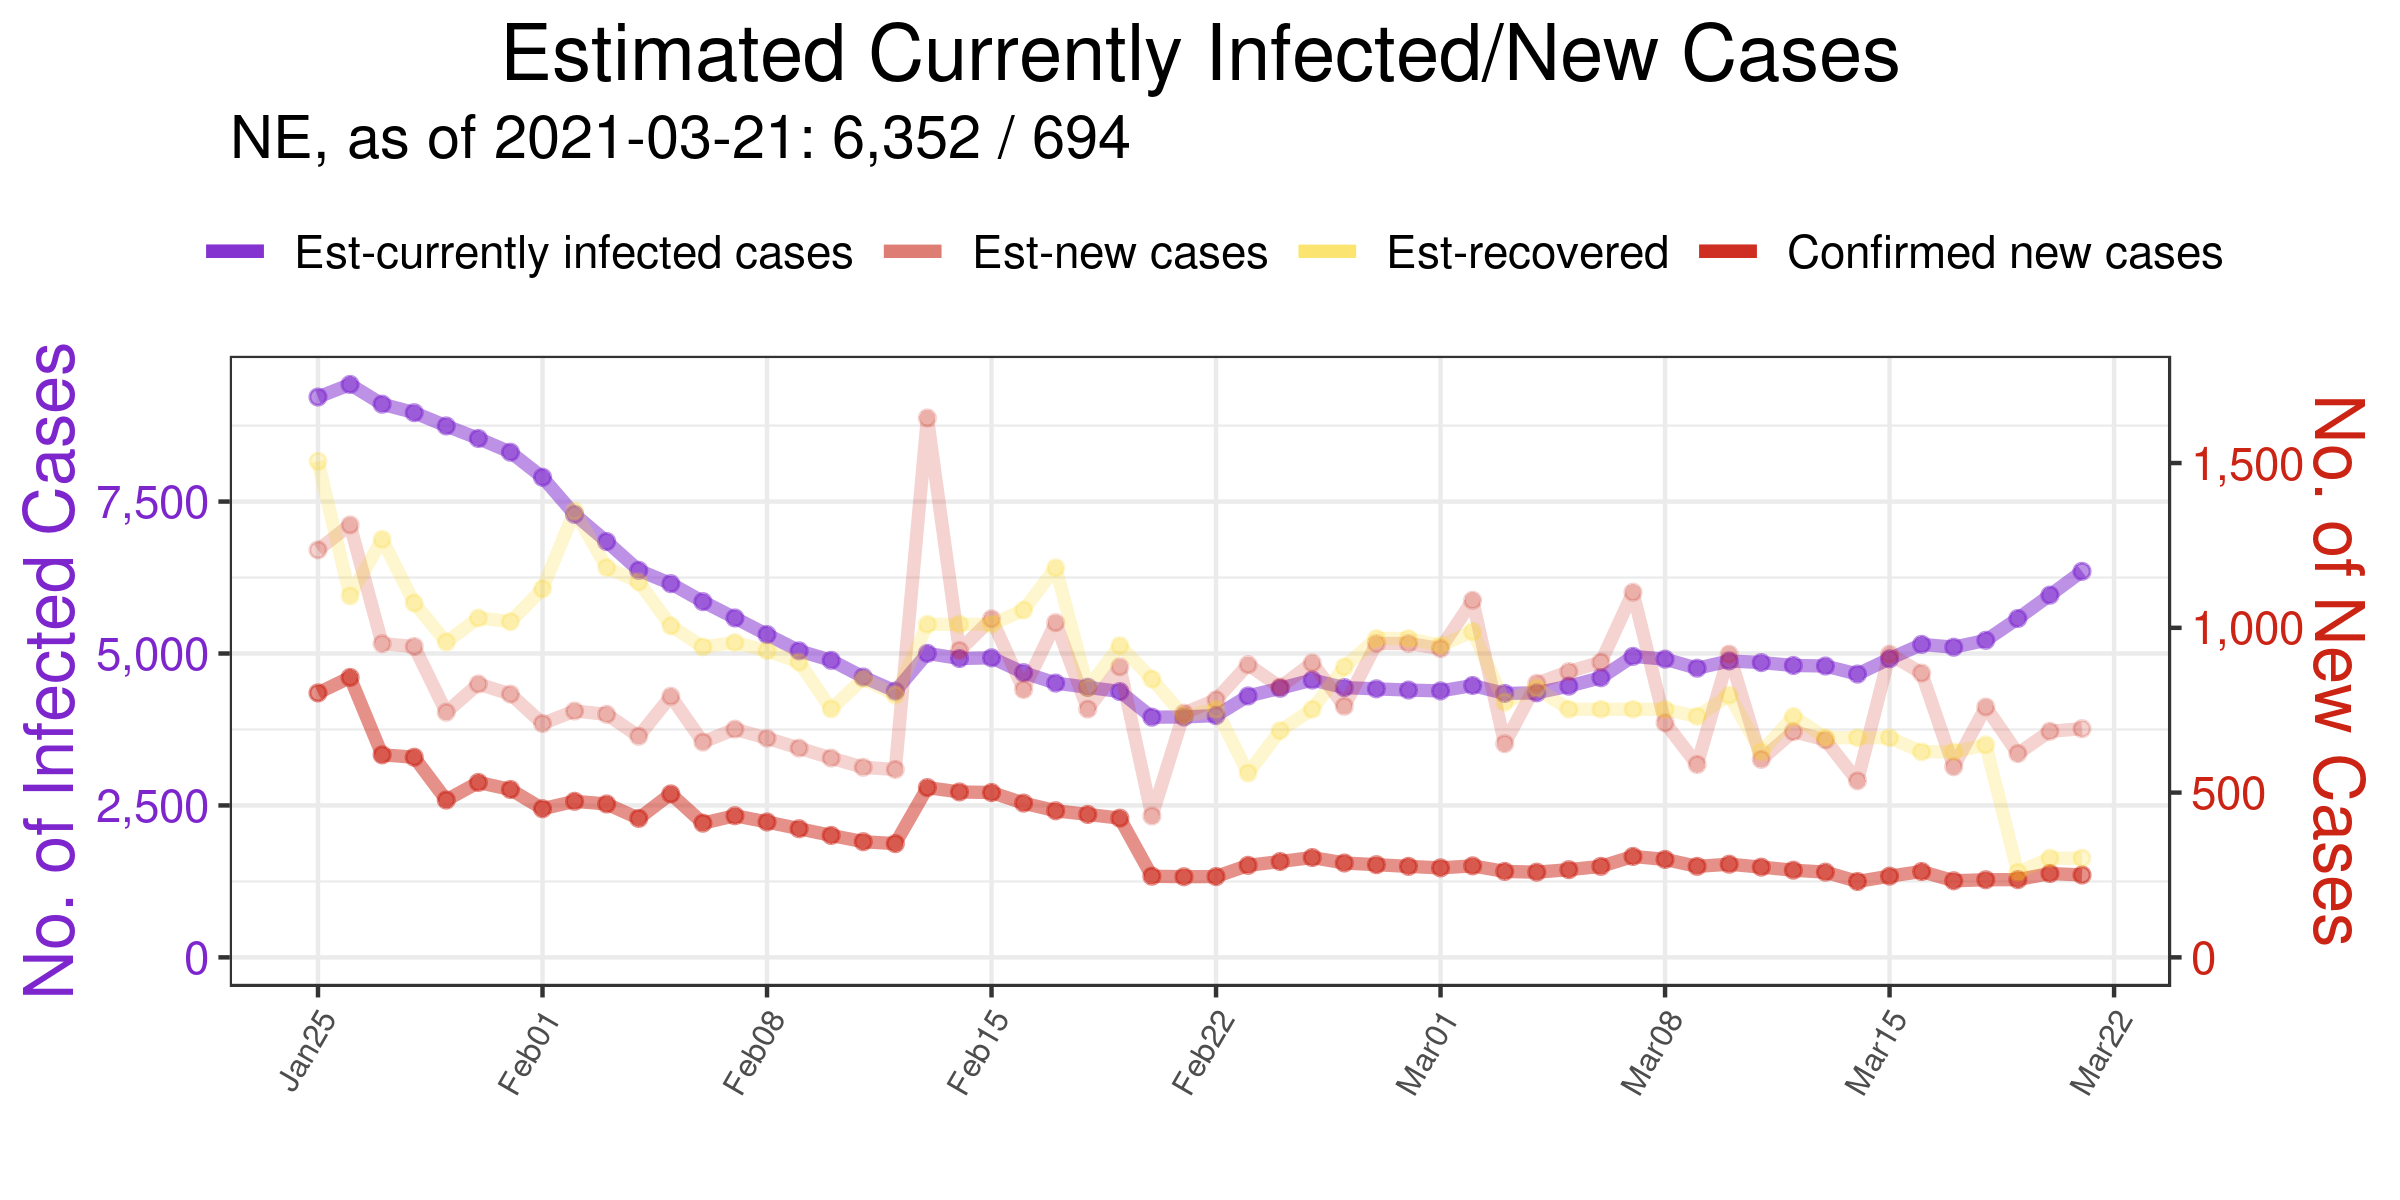 Estimated Currently Infected/New Cases
NE, as of 2021-03-21: 6,352 / 694
Est-currently infected cases Est-new cases Est-recovered Confirmed new cases
No. of Infected Cases
7,500
5,000
2,500
0
1,500
1,000
500
0
No. of New Cases
Jan25 Feb01 Feb08 Feb15 Feb22 Mar01 Mar08 Mar15 Mar22